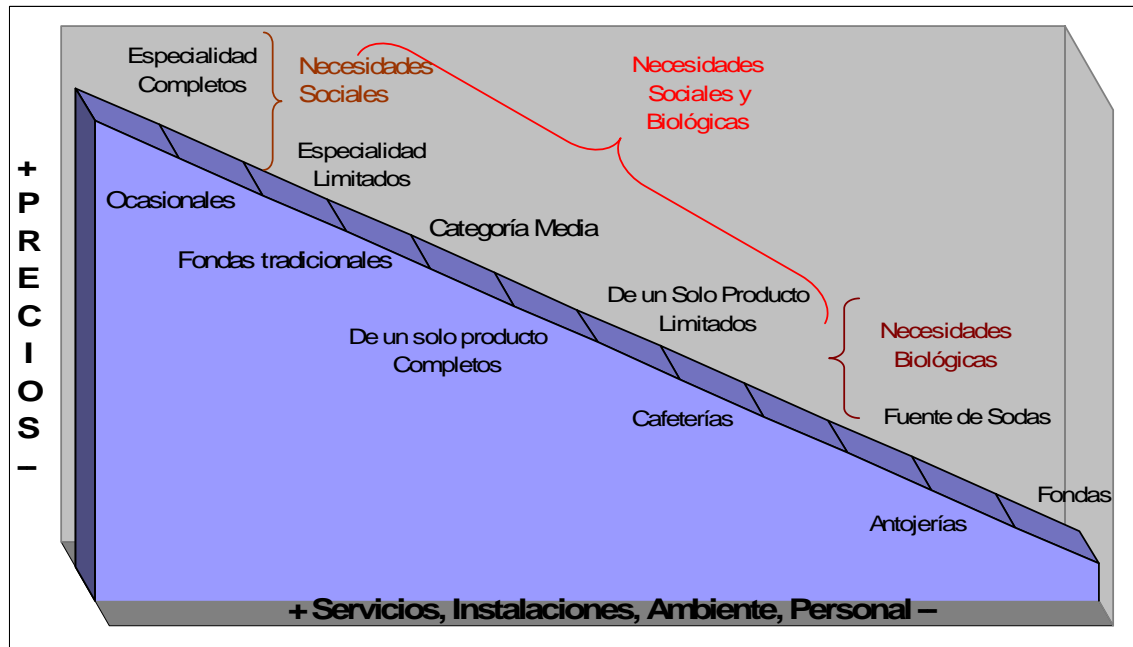 Especialidad
Completos
Necesidades
Sociales
Necesidades
Sociales y
Biológicas
Especialidad
Limitados
Ocasionales
Categoría Media
Fondas tradicionales
De un Solo Producto
Limitados
De un solo producto
Completos
Necesidades
Biológicas
Cafeterías
Fuente de Sodas
Fondas
Antojerías
+
P
R
E
C
I
O
S
–
+ Servicios, Instalaciones, Ambiente, Personal –